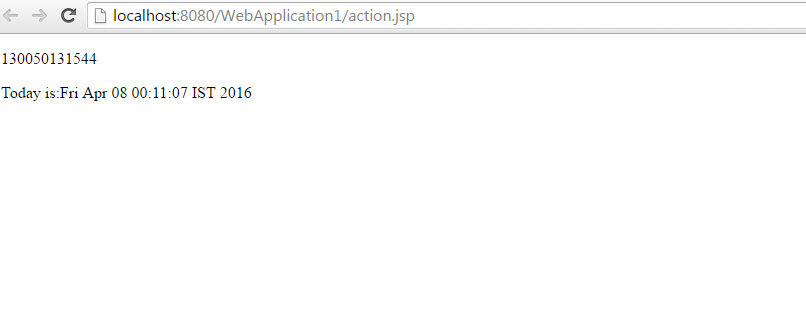 localhost:8080/WebApplication1/action.jsp
130050131544
Today is:Fri Apr 08 00:11:07 IST 2016